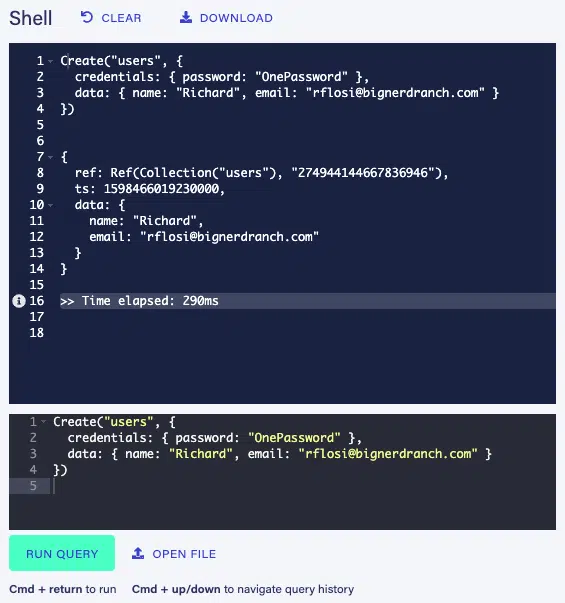 Shell CLEAR DOWNLOAD
1 Create("users", {
2 credentials: { password: "OnePassword" },
3 data: { name: "Richard", email: "rflosi@bignerdranch.com" }
4 })
5
6
7 {
8 ref: Ref(Collection("users"), "274944144667836946"),
9 ts: 1598466019230000,
10 data: {
11 name: "Richard",
12 email: "rflosi@bignerdranch.com"
13 }
14 }
15
16 >> Time elapsed: 290ms
17
18
1 Create("users", {
2 credentials: { password: "OnePassword" },
3 data: { name: "Richard", email: "rflosi@bignerdranch.com" }
4 })
5
RUN QUERY OPEN FILE
Cmd + return to run Cmd + up/down to navigate query history